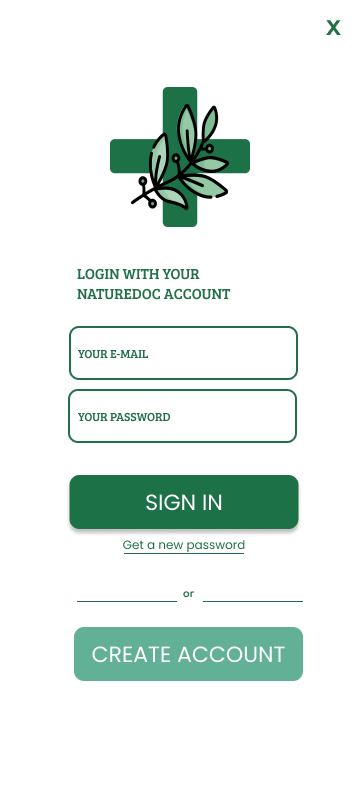 X
LOGIN WITH YOUR
NATUREDOC ACCOUNT
YOUR E-MAIL
YOUR PASSWORD
SIGN IN
Get a new password
or
CREATE ACCOUNT